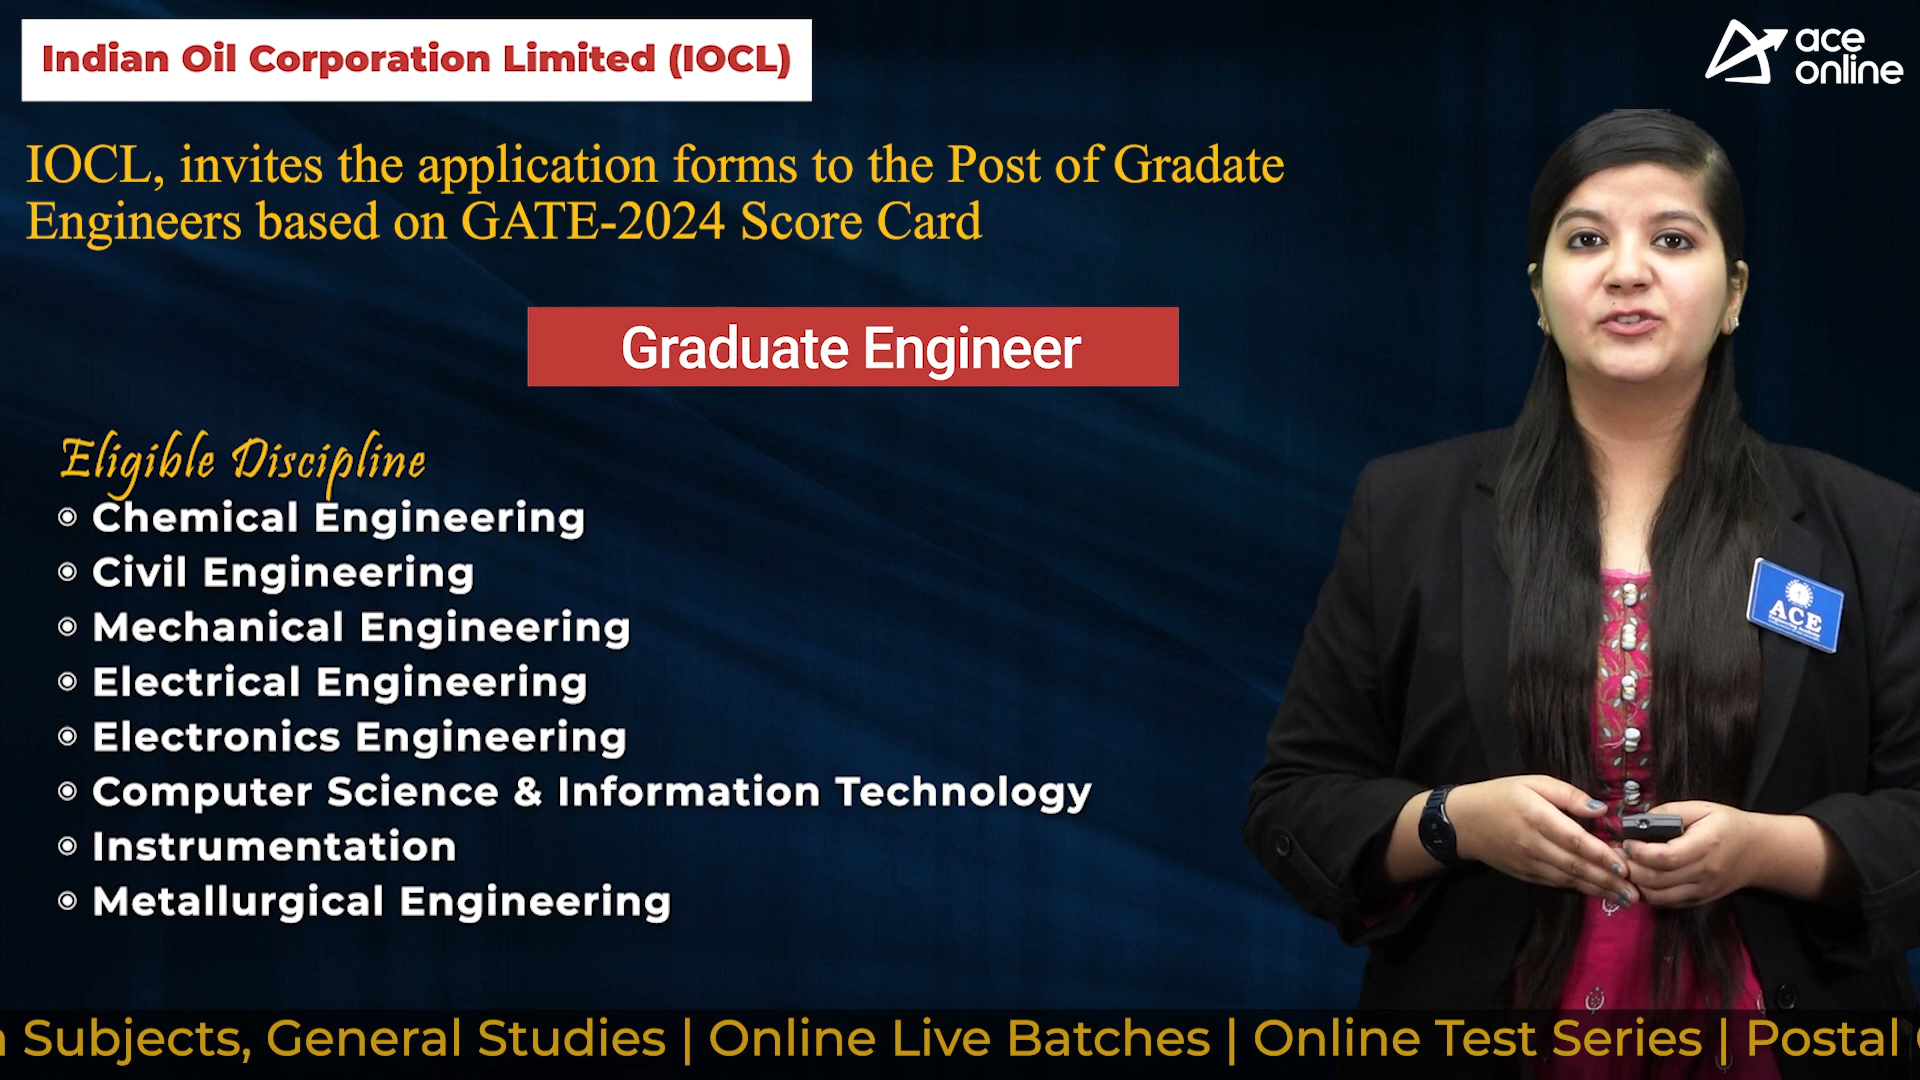 Indian Oil Corporation Limited (IOCL)
ace
online
IOCL, invites the application forms to the Post of Gradate
Engineers based on GATE-2024 Score Card
Graduate Engineer
Eligible Discipline
Chemical Engineering
Civil Engineering
Mechanical Engineering
Electrical Engineering
Electronics Engineering
Computer Science & Information Technology
Instrumentation
Metallurgical Engineering
ACE
Engineering Academy
Subjects, General Studies | Online Live Batches | Online Test Series | Postal